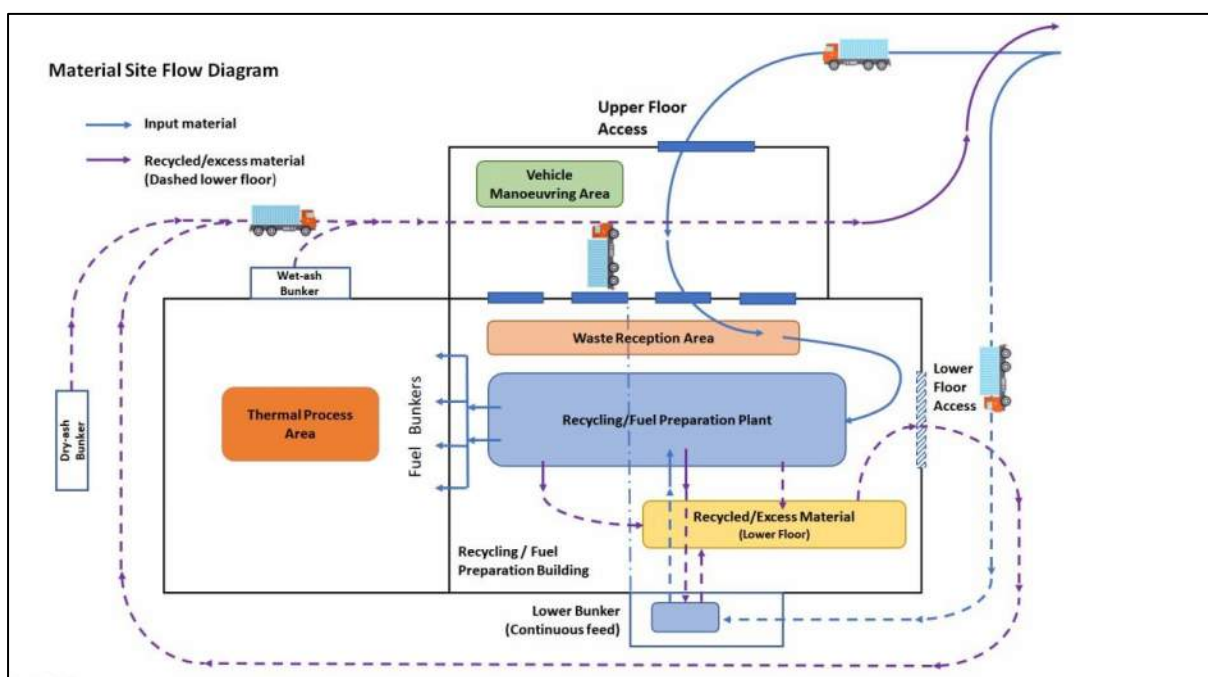 Material Site Flow Diagram
Input material
Recycled/excess material
(Dashed lower floor)
Upper Floor
Access
Vehicle
Manoeuvring Area
Wet-ash
Bunker
Waste Reception Area
Lower
Floor
Access
Dry-ash
Bunker
Thermal Process
Area
Fuel Bunkers
Recycling/Fuel Preparation Plant
Recycled/Excess Material
(Lower Floor)
Recycling / Fuel
Preparation Building
Lower Bunker
(Continuous feed)